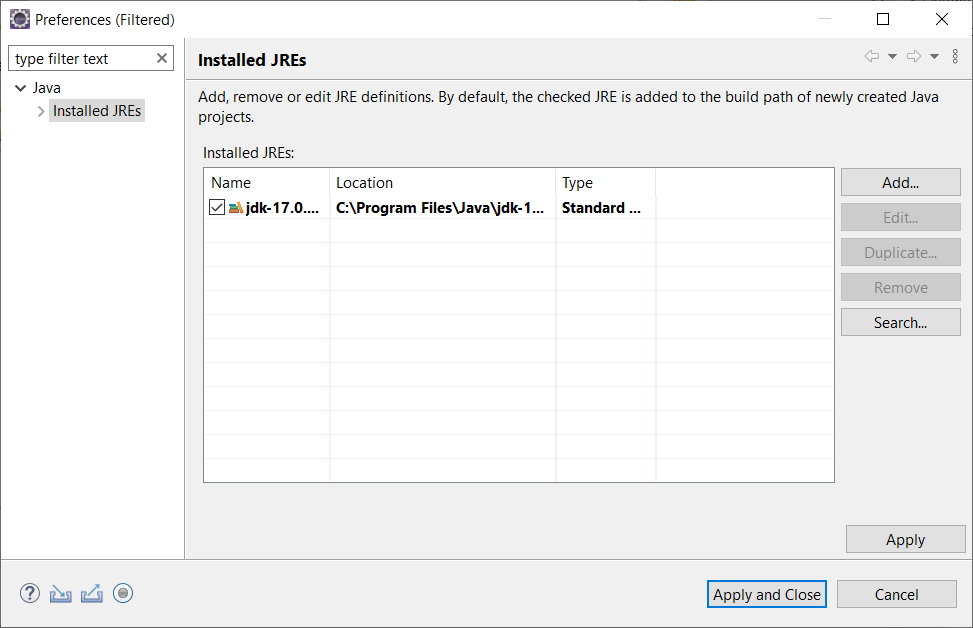 Preferences (Filtered)
type filter text
Java
Installed JREs
Installed JREs
Add, remove or edit JRE definitions. By default, the checked JRE is added to the build path of newly created Java
projects.
Installed JREs:
Name Location Type
jdk-17.0.... C:\Program Files\Java\jdk-1... Standard ...
Add...
Edit...
Duplicate...
Remove
Search...
Apply
Apply and Close Cancel